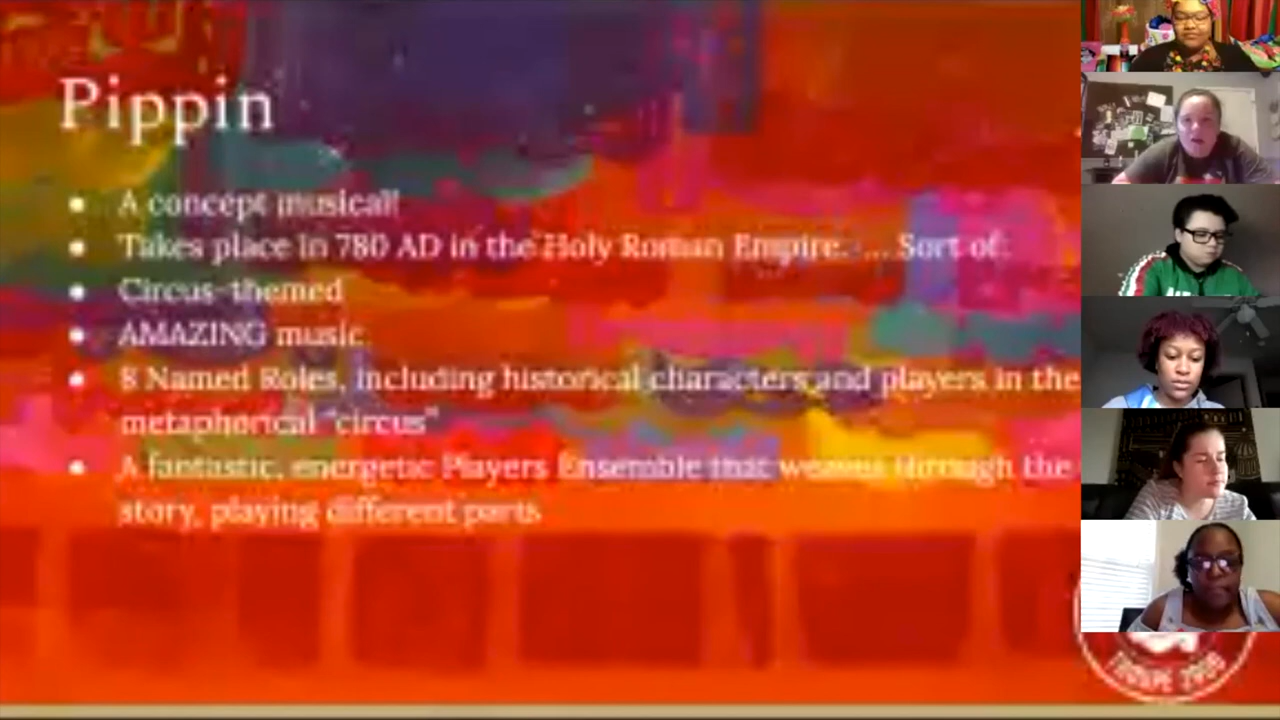 Pippin
A concept musical!
Takes place in 780 AD in the Holy Roman Empire. ... Sort of.
Circus-themed
AMAZING music
8 Named Roles, including historical characters and players in the
metaphorical "circus"
A fantastic, energetic Players Ensemble that weaves through the
story, playing different parts
TROUPE